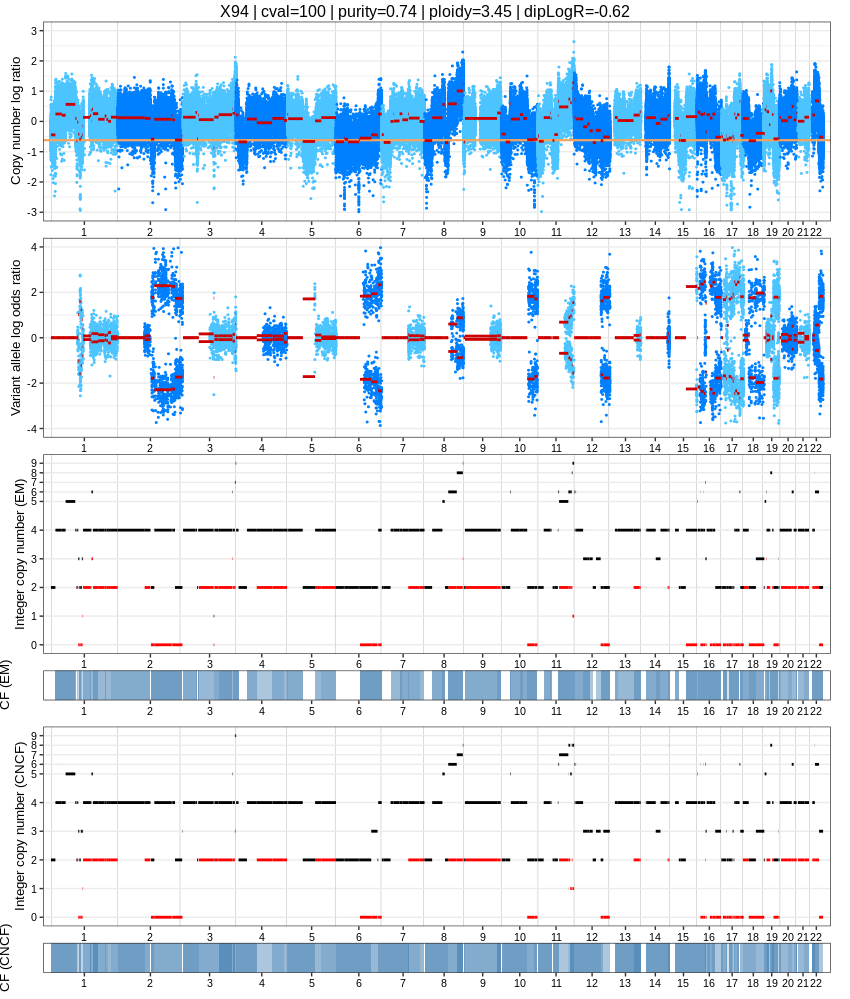 X94 | cval=100 | purity=0.74 | ploidy=3.45 | dipLogR=-0.62
Copy number log ratio
3
2
1
0
-1
-2
-3
1 2 3 4 5 6 7 8 9 10 11 12 13 14 15 16 17 18 19 20 21 22
Variant allele log odds ratio
4
2
0
-2
-4
1 2 3 4 5 6 7 8 9 10 11 12 13 14 15 16 17 18 19 20 21 22
Integer copy number (EM)
9
8
7
6
5
4
3
2
1
0
1 2 3 4 5 6 7 8 9 10 11 12 13 14 15 16 17 18 19 20 21 22
CF (EM)
1 2 3 4 5 6 7 8 9 10 11 12 13 14 15 16 17 18 19 20 21 22
Integer copy number (CNCF)
9
8
7
6
5
4
3
2
1
0
1 2 3 4 5 6 7 8 9 10 11 12 13 14 15 16 17 18 19 20 21 22
CF (CNCF)
1 2 3 4 5 6 7 8 9 10 11 12 13 14 15 16 17 18 19 20 21 22